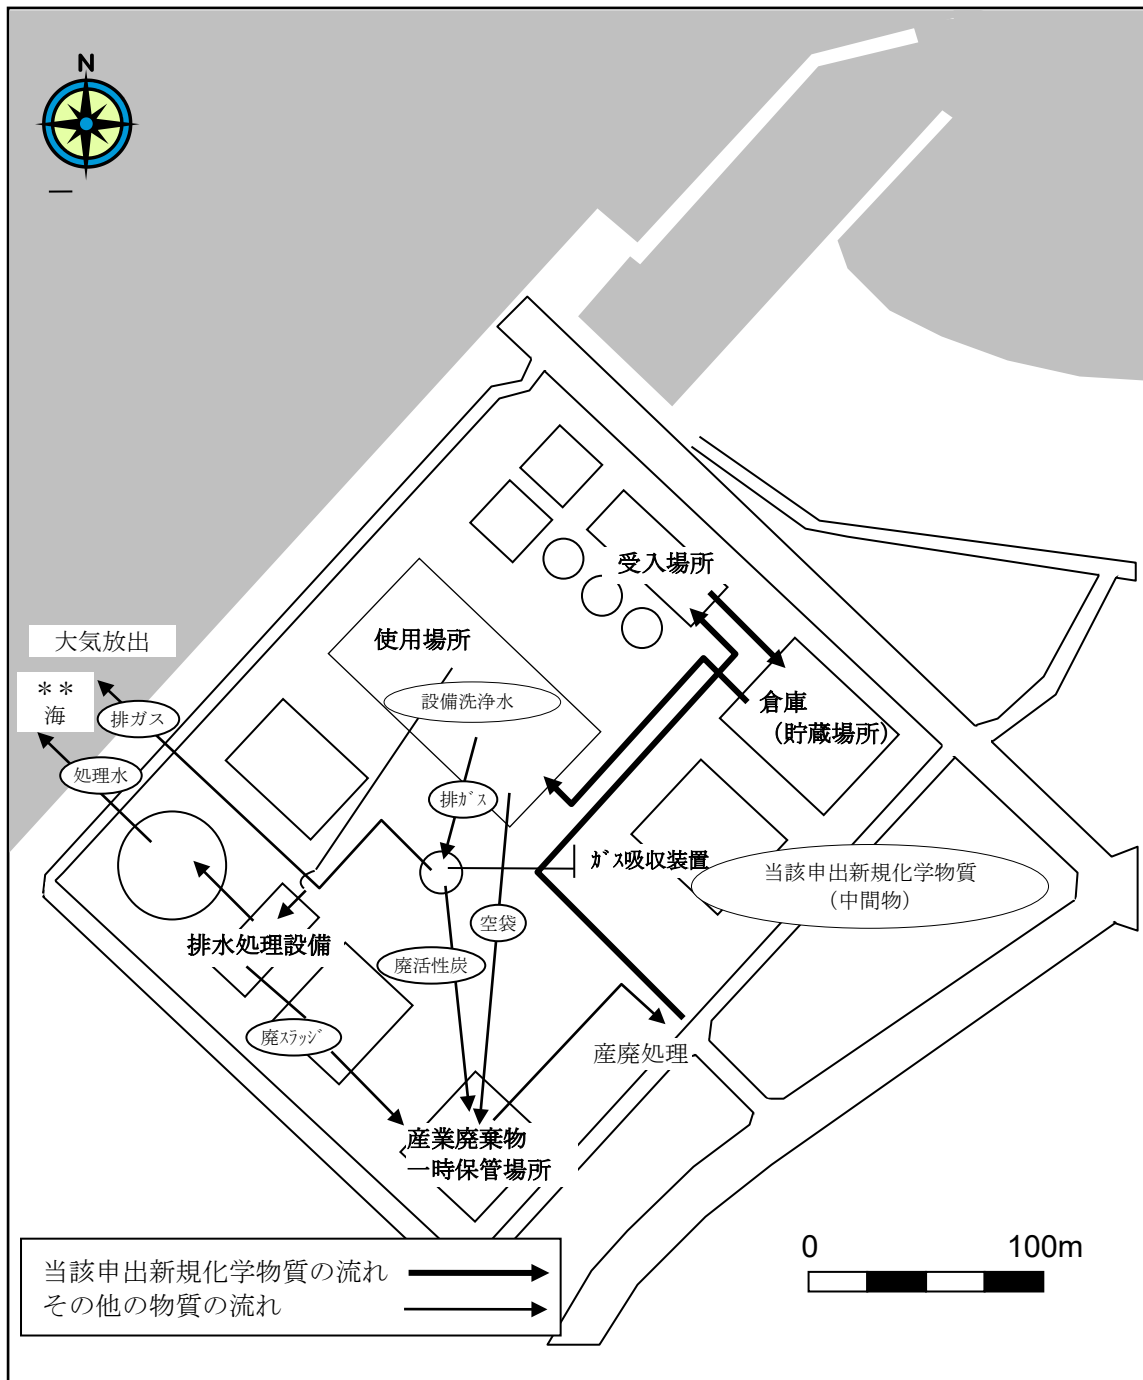 N
受入場所
使用場所
大気放出
＊＊
海
設備洗浄水
倉庫
（貯蔵場所）
排ガス
処理水
排ｶﾞｽ
ｶﾞｽ吸収装置
当該申出新規化学物質
（中間物）
空袋
排水処理設備
廃活性炭
廃ｽﾗｯｼﾞ
産廃処理
産業廃棄物
一時保管場所
0 100m
当該申出新規化学物質の流れ
その他の物質の流れ